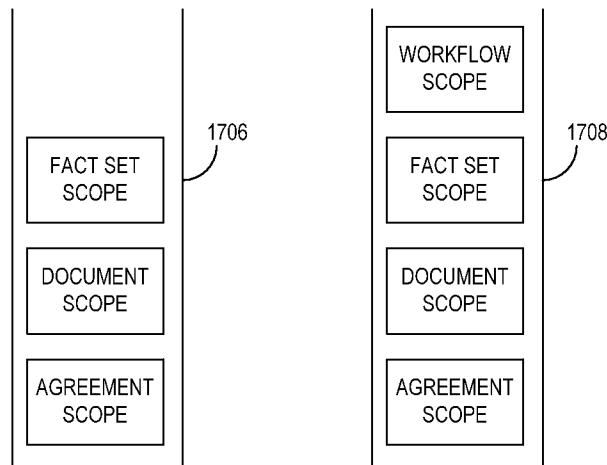 WORKFLOW
SCOPE
FACT SET
SCOPE
1706
FACT SET
SCOPE
1708
DOCUMENT
SCOPE
DOCUMENT
SCOPE
AGREEMENT
SCOPE
AGREEMENT
SCOPE